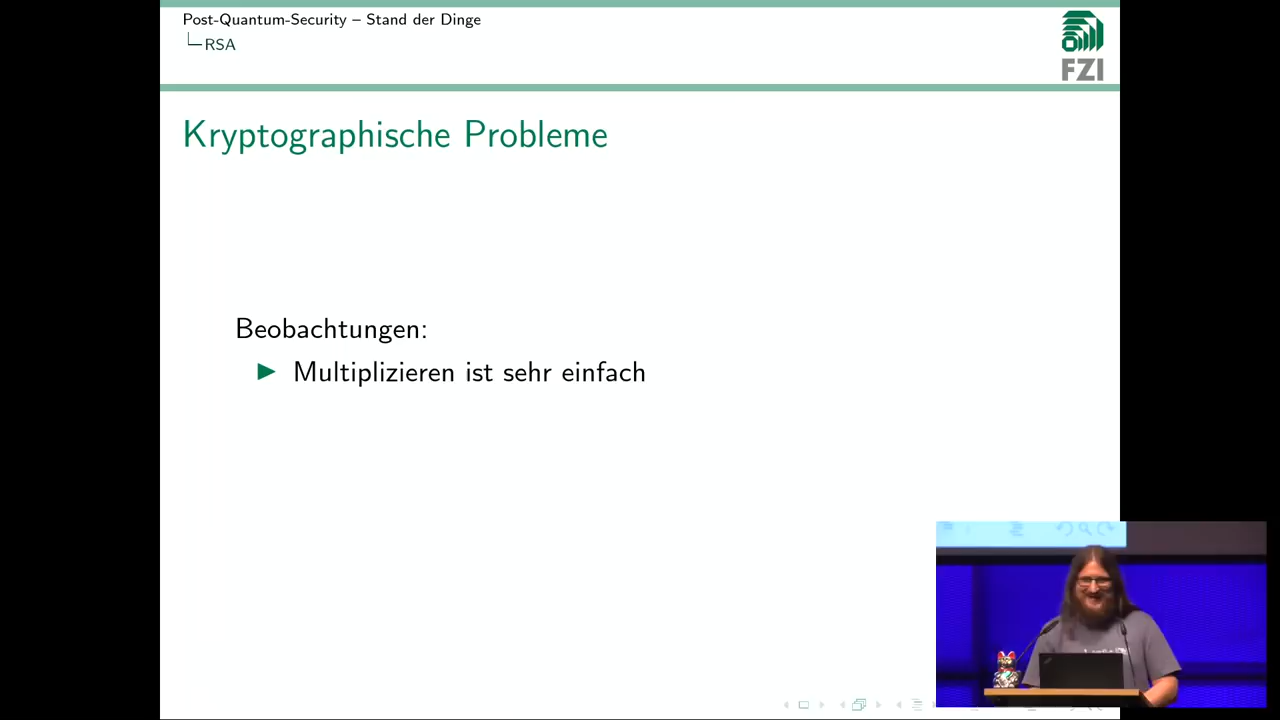 Post-Quantum-Security – Stand der Dinge
RSA
FZI
Kryptographische Probleme
Beobachtungen:
Multiplizieren ist sehr einfach